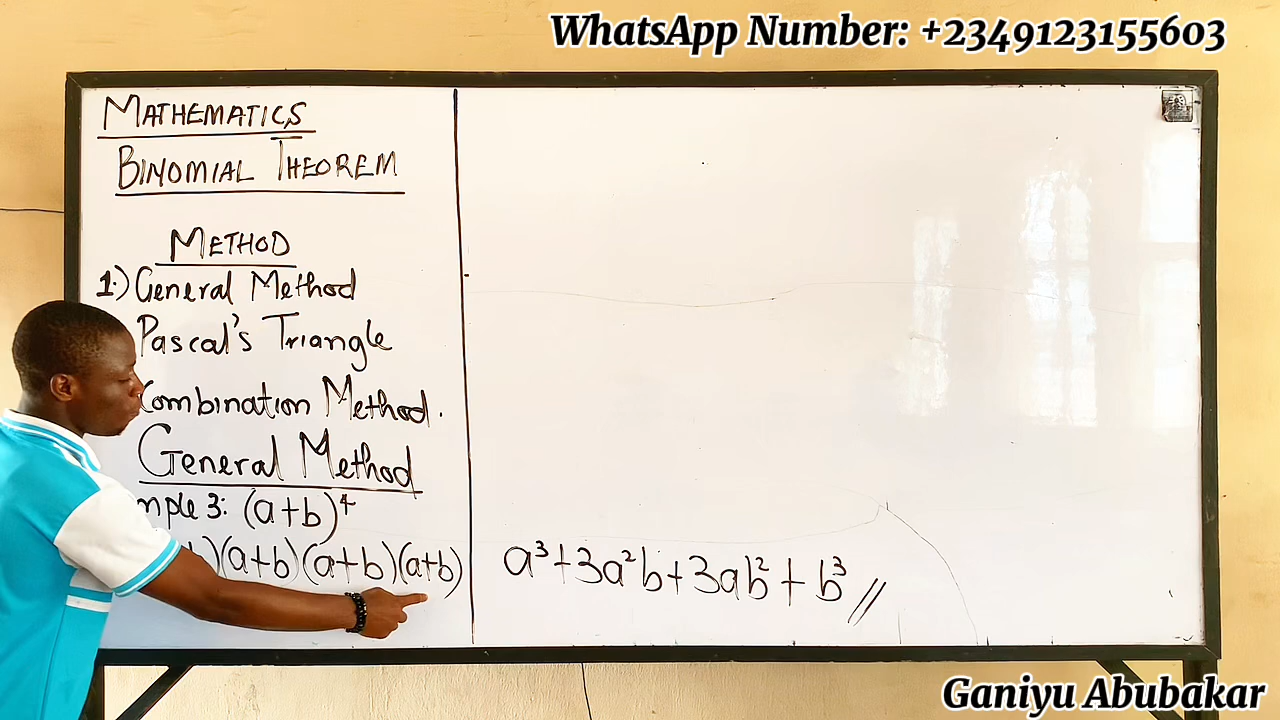 WhatsApp Number: +2349123155603
MATHEMATICS
BINOMIAL THEOREM
METHOD
1.) General Method
Pascal's Triangle
Combination Method.
General Method
mple 3: (a+b)⁴
)(a+b)(a+b)(a+b)
a³+3a²b+3ab²+b³//
Ganiyu Abubakar